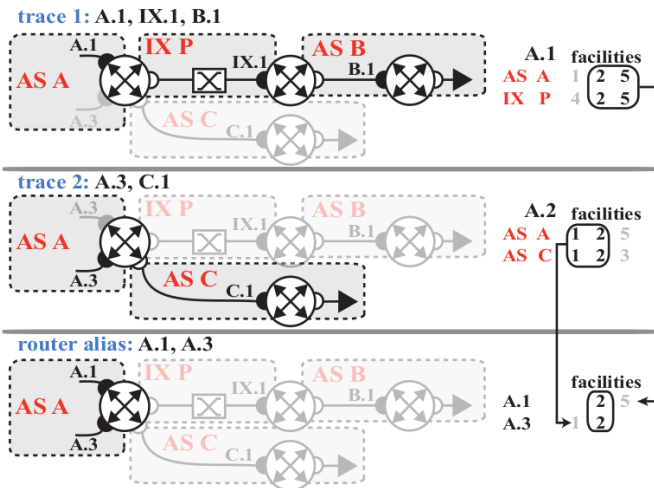 trace 1: A.1, IX.1, B.1
A.1 IX P AS B
AS A IX.1 B.1
A.3 AS C
C.1
A.1 facilities
AS A 1 2 5
IX P 4 2 5
trace 2: A.3, C.1
A.3 IX P AS B
AS A IX.1 B.1
A.3 AS C
C.1
A.2 facilities
AS A 1 2 5
AS C 1 2 3
router alias: A.1, A.3
A.1 IX P AS B
AS A IX.1 B.1
A.3 AS C
C.1
facilities
A.1 2 5
A.3 1 2